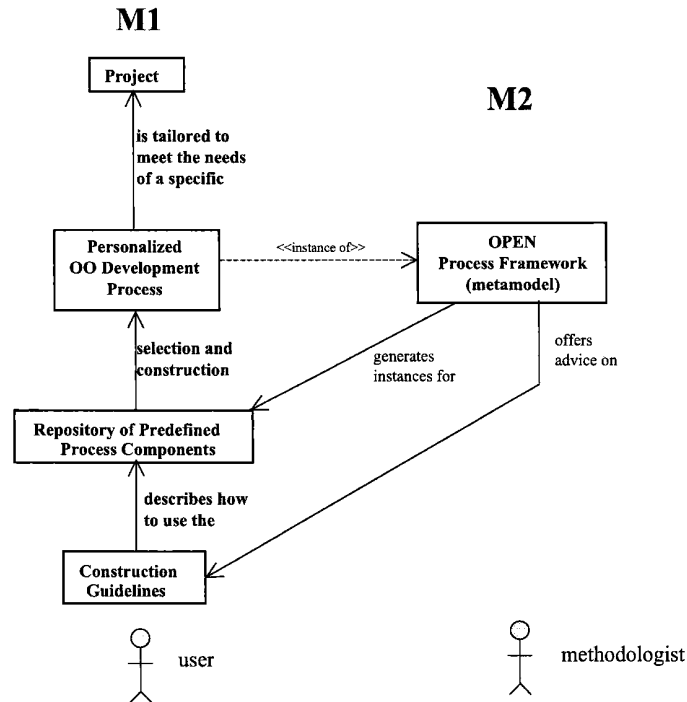 M1
Project
M2
is tailored to
meet the needs
of a specific
Personalized
OO Development
Process
<<instance of>>
OPEN
Process Framework
(metamodel)
selection and
construction
generates
instances for
offers
advice on
Repository of Predefined
Process Components
describes how
to use the
Construction
Guidelines
user
methodologist